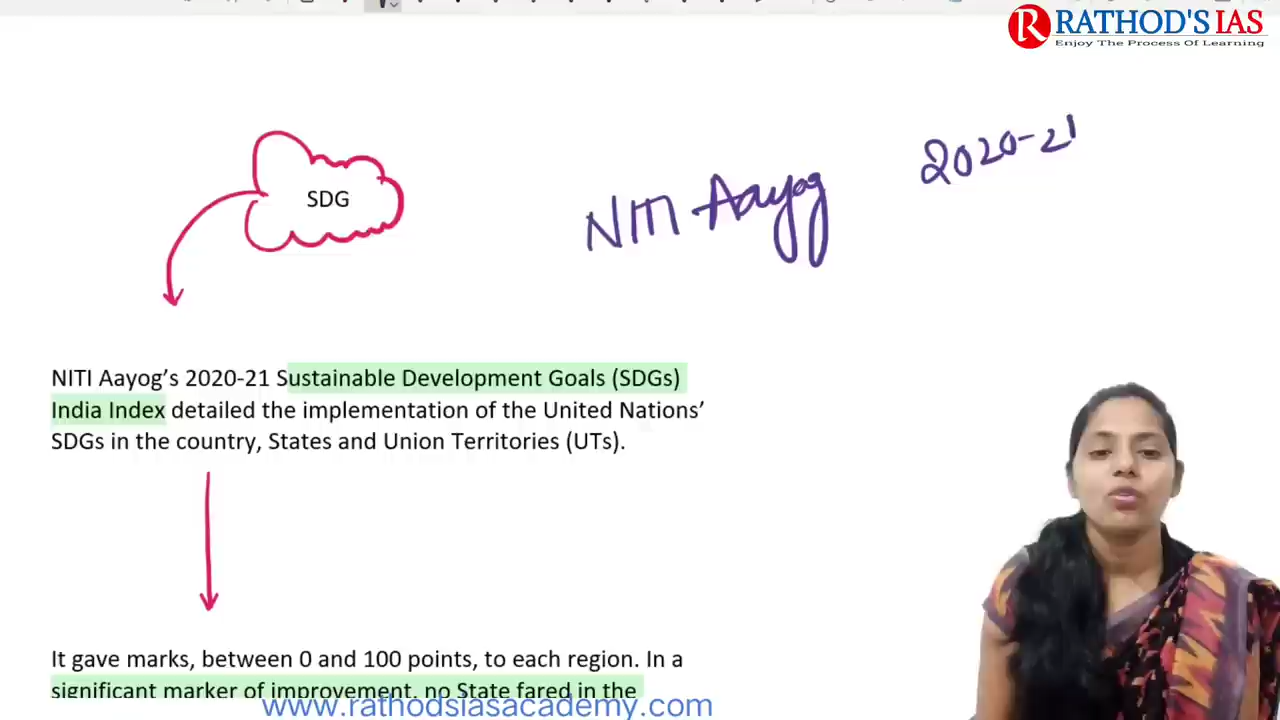 RATHOD'S IAS
Enjoy The Process Of Learning
2020-21
NITI Aayog
SDG
NITI Aayog’s 2020-21 Sustainable Development Goals (SDGs)
India Index detailed the implementation of the United Nations’
SDGs in the country, States and Union Territories (UTs).
It gave marks, between 0 and 100 points, to each region. In a
significant marker of improvement, no State fared in the
www.rathodsiasacademy.com